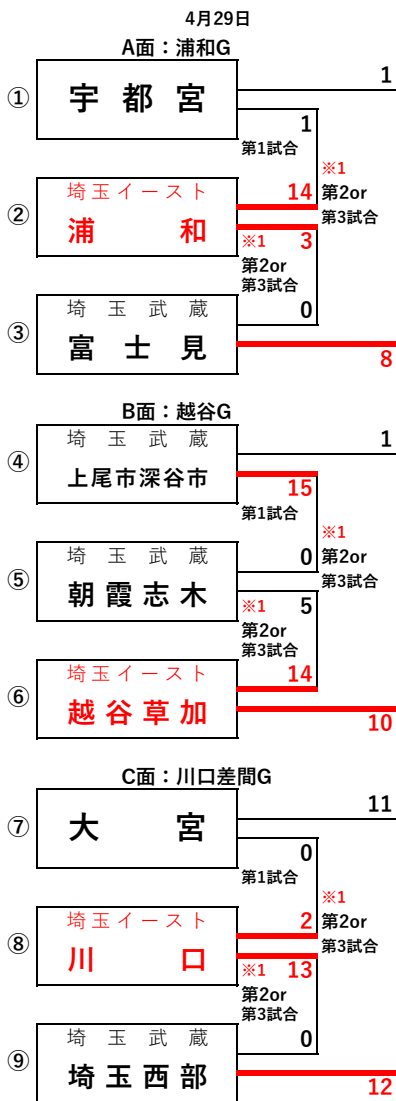 4月29日
A面：浦和G
①
宇都宮
1
1
第1試合
②
埼玉イースト
浦和
14
※1
第2or
第3試合
※1
3
第2or
第3試合
③
埼玉武蔵
富士見
0
8
B面：越谷G
④
埼玉武蔵
上尾市深谷市
1
15
第1試合
⑤
埼玉武蔵
朝霞志木
0
※1
第2or
第3試合
※1
5
第2or
第3試合
⑥
埼玉イースト
越谷草加
14
10
C面：川口差間G
⑦
大宮
11
0
第1試合
⑧
埼玉イースト
川口
2
※1
第2or
第3試合
※1
13
第2or
第3試合
⑨
埼玉武蔵
埼玉西部
0
12